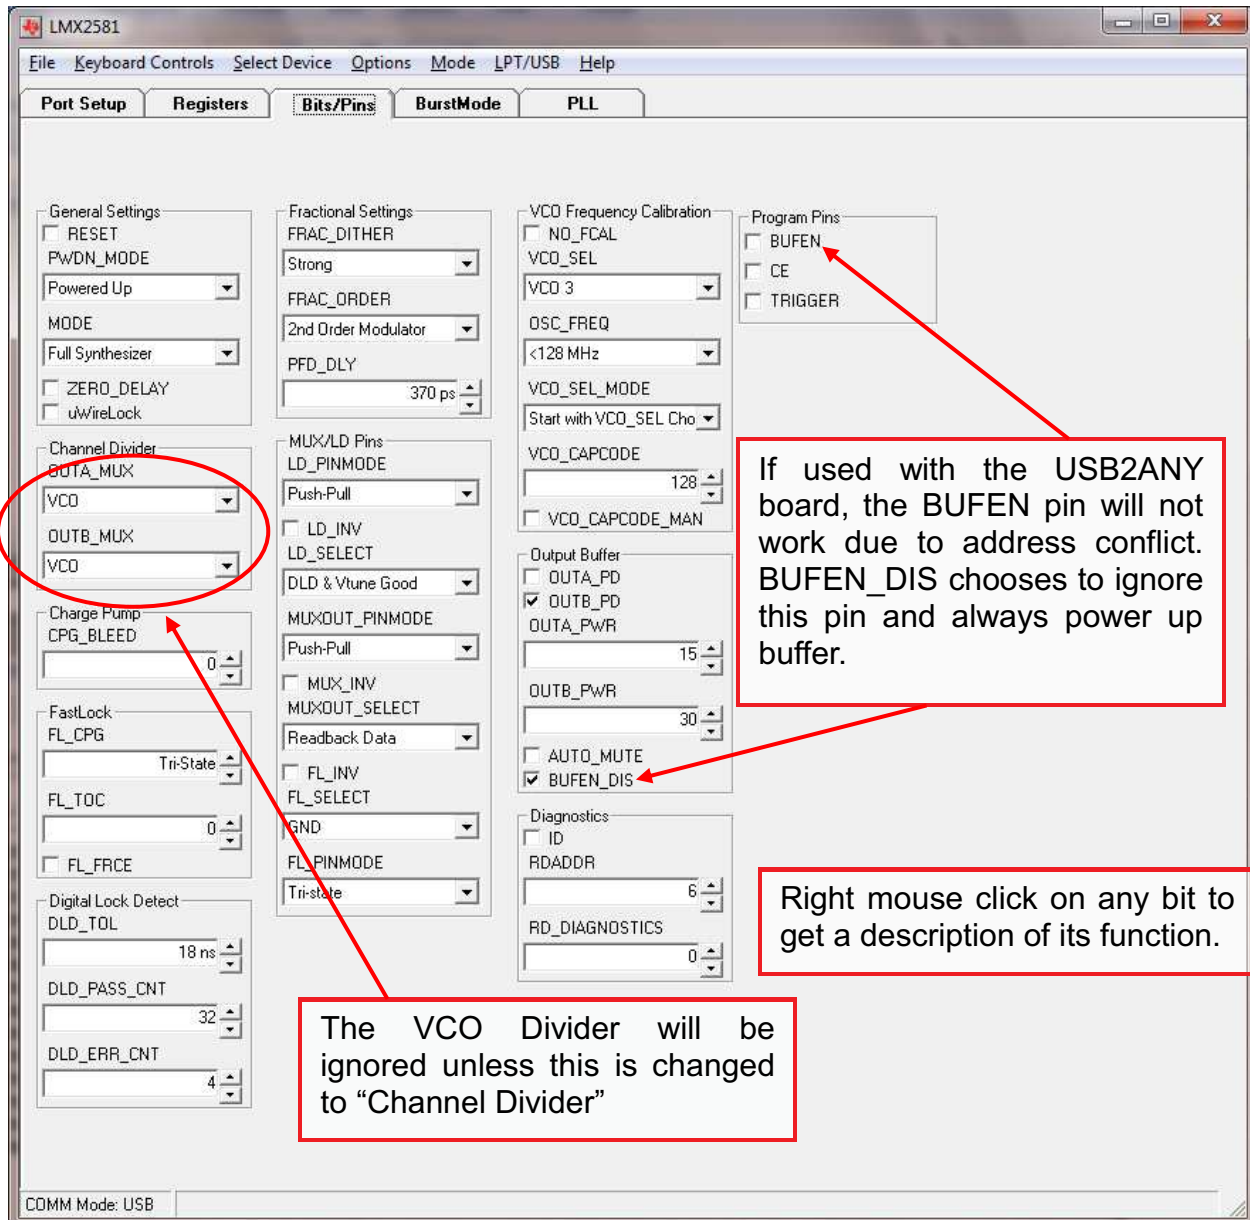 LMX2581
File Keyboard Controls Select Device Options Mode LPT/USB Help
Port Setup Registers Bits/Pins BurstMode PLL
General Settings
RESET
PWDN_MODE
Powered Up
MODE
Full Synthesizer
ZERO_DELAY
uWireLock
Channel Divider
OUTA_MUX
VCO
OUTB_MUX
VCO
Charge Pump
CPG_BLEED
0
FastLock
FL_CPG
Tri-State
FL_TOC
0
FL_FRCE
Digital Lock Detect
DLD_TOL
18 ns
DLD_PASS_CNT
32
DLD_ERR_CNT
4
Fractional Settings
FRAC_DITHER
Strong
FRAC_ORDER
2nd Order Modulator
PFD_DLY
370 ps
MUX/LD Pins
LD_PINMODE
Push-Pull
LD_INV
LD_SELECT
DLD & Vtune Good
MUXOUT_PINMODE
Push-Pull
MUX_INV
MUXOUT_SELECT
Readback Data
FL_INV
FL_SELECT
GND
FL_PINMODE
Tri-state
VCO Frequency Calibration
NO_FCAL
VCO_SEL
VCO 3
OSC_FREQ
<128 MHz
VCO_SEL_MODE
Start with VCO_SEL Cho
VCO_CAPCODE
128
VCO_CAPCODE_MAN
Output Buffer
OUTA_PD
OUTB_PD
OUTA_PWR
15
OUTB_PWR
30
AUTO_MUTE
BUFEN_DIS
Diagnostics
ID
RDADDR
6
RD_DIAGNOSTICS
0
Program Pins
BUFEN
CE
TRIGGER
If used with the USB2ANY
board, the BUFEN pin will not
work due to address conflict.
BUFEN_DIS chooses to ignore
this pin and always power up
buffer.
Right mouse click on any bit to
get a description of its function.
The VCO Divider will be
ignored unless this is changed
to “Channel Divider”
COMM Mode: USB